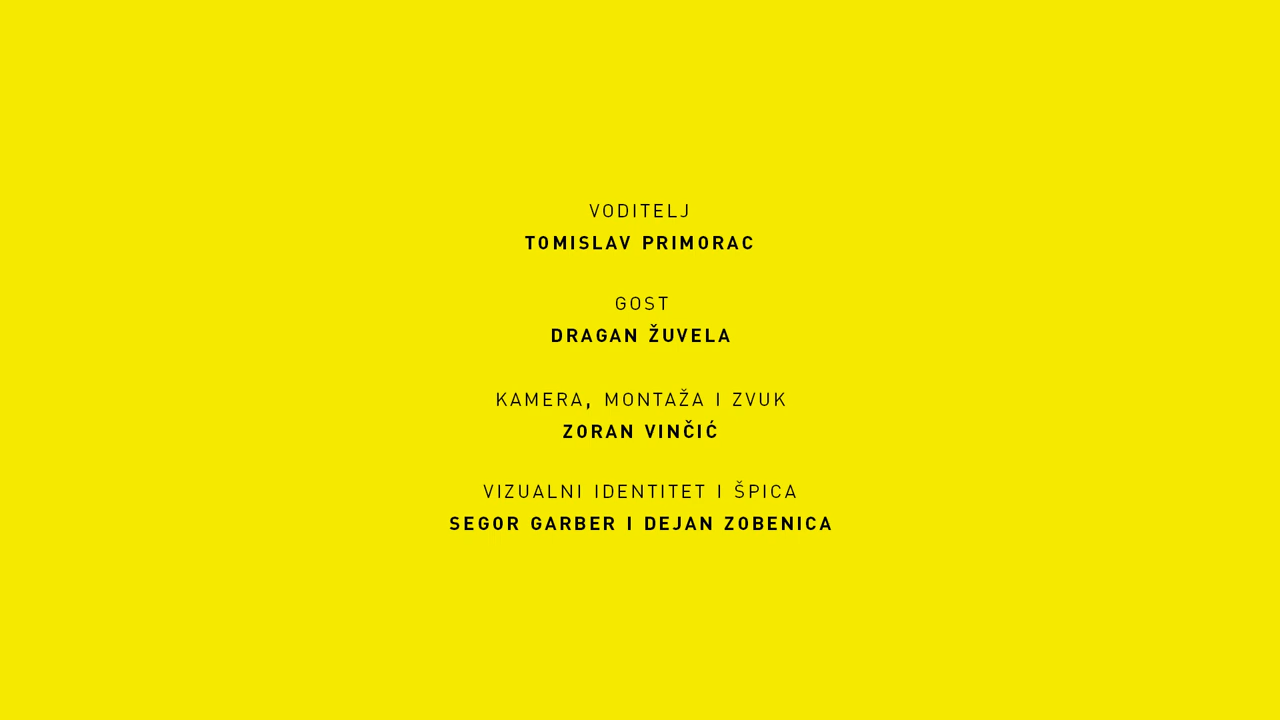 VODITELJ
TOMISLAV PRIMORAC
GOST
DRAGAN ŽUVELA
KAMERA, MONTAŽA I ZVUK
ZORAN VINČIĆ
VIZUALNI IDENTITET I ŠPICA
SEGOR GARBER I DEJAN ZOBENICA